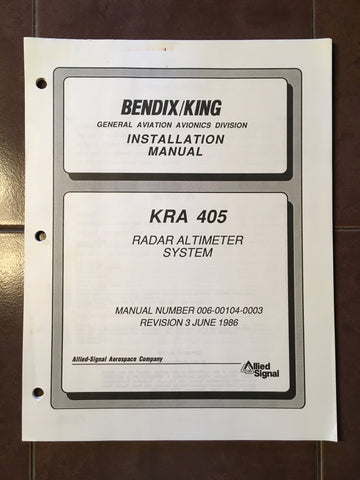 BENDIX/KING
GENERAL AVIATION AVIONICS DIVISION
INSTALLATION
MANUAL
KRA 405
RADAR ALTIMETER
SYSTEM
MANUAL NUMBER 006-00104-0003
REVISION 3 JUNE 1986
Allied-Signal Aerospace Company
Allied
Signal